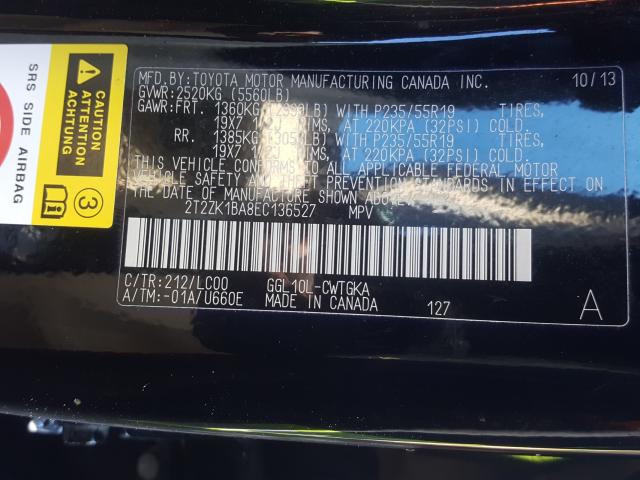 MFD. BY: TOYOTA MOTOR MANUFACTURING CANADA INC. 10/13
GVWR: 2520KG (5560LB)
GAWR: FRT. 1360KG LB) WITH P235/55R19 TIRES,
19X7 RIMS, AT 220KPA (32PSI) COLD.
RR. 1385KG LB) WITH P235/55R19 TIRES,
19X7 RIMS, AT 220KPA (32PSI) COLD.
THIS VEHICLE CONFORMS TO ALL APPLICABLE FEDERAL MOTOR
VEHICLE SAFETY AND THEFT PREVENTION STANDARDS IN EFFECT ON
THE DATE OF MANUFACTURE SHOWN ABOVE.
2T2ZK1BA8EC136527 MPV
C/TR: 212/LC00 GGL10L-CWTGKA
A/TM: -01A/U660E MADE IN CANADA 127 A
SRS SIDE AIRBAG
CAUTION
ATTENTION
ACHTUNG
3